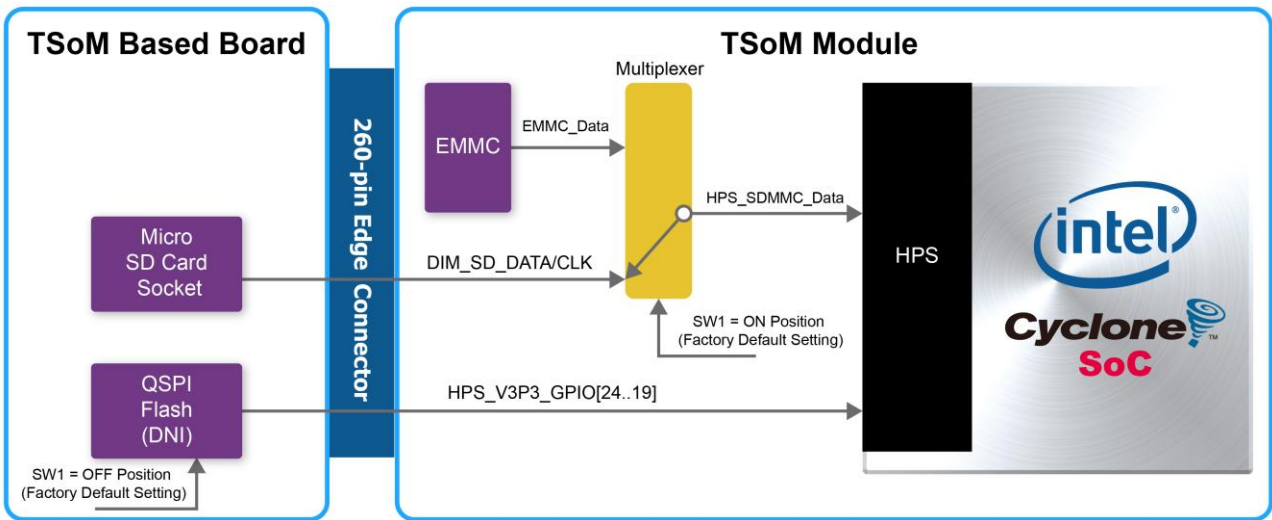 TSoM Based Board
TSoM Module
Multiplexer
260-pin Edge Connector
EMMC
EMMC_Data
HPS_SDMMC_Data
Micro
SD Card
Socket
DIM_SD_DATA/CLK
HPS
intel®
Cyclone™
SoC
SW1 = ON Position
(Factory Default Setting)
QSPI
Flash
(DNI)
HPS_V3P3_GPIO[24..19]
SW1 = OFF Position
(Factory Default Setting)